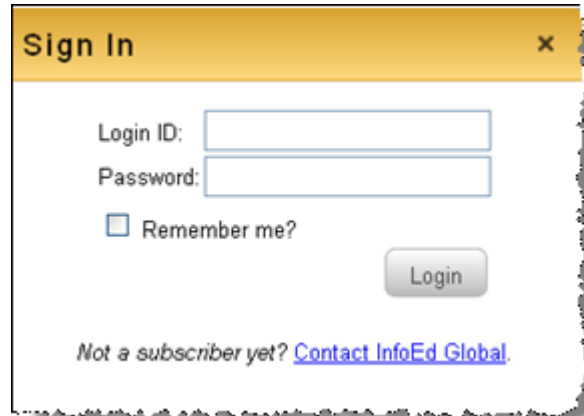 Sign In
Login ID:
Password:
Remember me?
Login
Not a subscriber yet? Contact InfoEd Global.